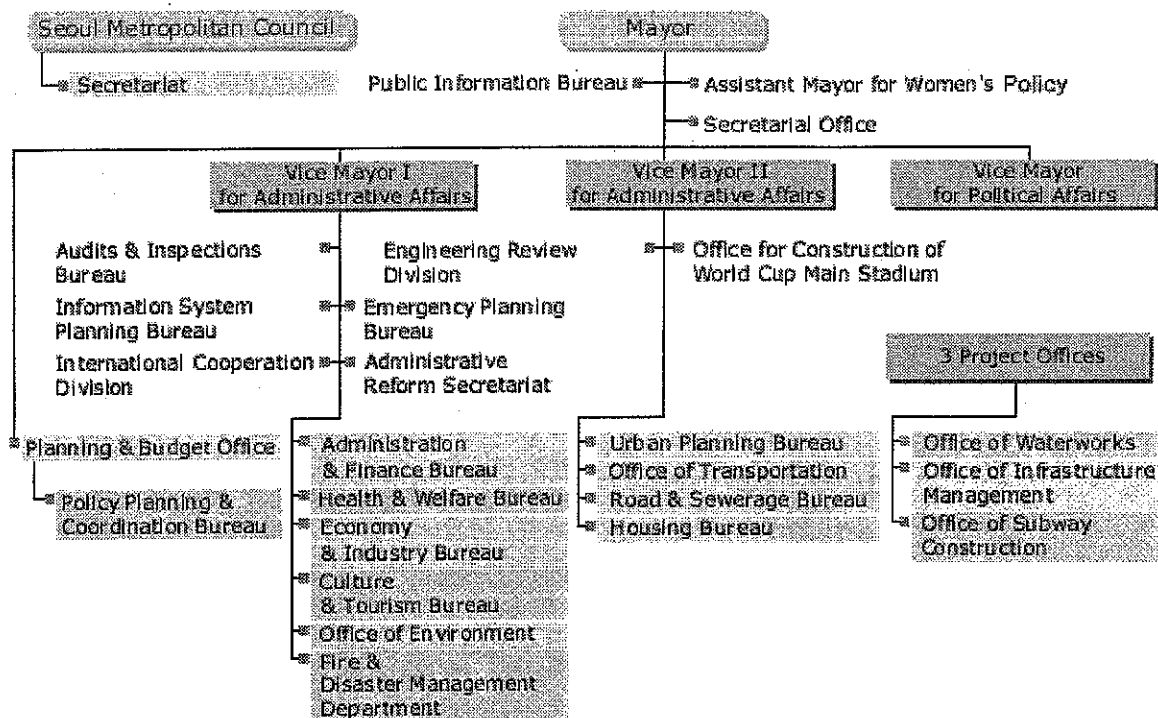 Seoul Metropolitan Council
Secretariat
Mayor
Public Information Bureau
Assistant Mayor for Women's Policy
Secretarial Office
Vice Mayor I
for Administrative Affairs
Vice Mayor II
for Administrative Affairs
Vice Mayor
for Political Affairs
Audits & Inspections
Bureau
Engineering Review
Division
Information System
Planning Bureau
Emergency Planning
Bureau
International Cooperation
Division
Administrative
Reform Secretariat
Office for Construction of
World Cup Main Stadium
3 Project Offices
Planning & Budget Office
Policy Planning &
Coordination Bureau
Administration
& Finance Bureau
Health & Welfare Bureau
Economy
& Industry Bureau
Culture
& Tourism Bureau
Office of Environment
Fire &
Disaster Management
Department
Urban Planning Bureau
Office of Transportation
Road & Sewerage Bureau
Housing Bureau
Office of Waterworks
Office of Infrastructure
Management
Office of Subway
Construction